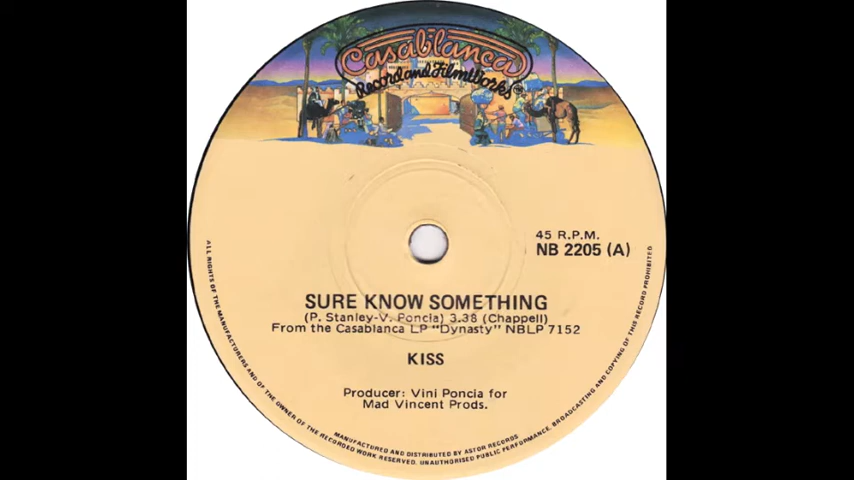 Casablanca
Record and FilmWorks
45 R.P.M.
NB 2205 (A)
SURE KNOW SOMETHING
(P. Stanley-V. Poncia) 3.38 (Chappell)
From the Casablanca LP "Dynasty" NBLP 7152
KISS
Producer: Vini Poncia for
Mad Vincent Prods.
MANUFACTURED AND DISTRIBUTED BY ASTOR RECORDS
ALL RIGHTS OF THE MANUFACTURERS AND OF THE OWNER OF THE RECORDED WORK RESERVED. UNAUTHORISED PUBLIC PERFORMANCE, BROADCASTING AND COPYING OF THIS RECORD PROHIBITED